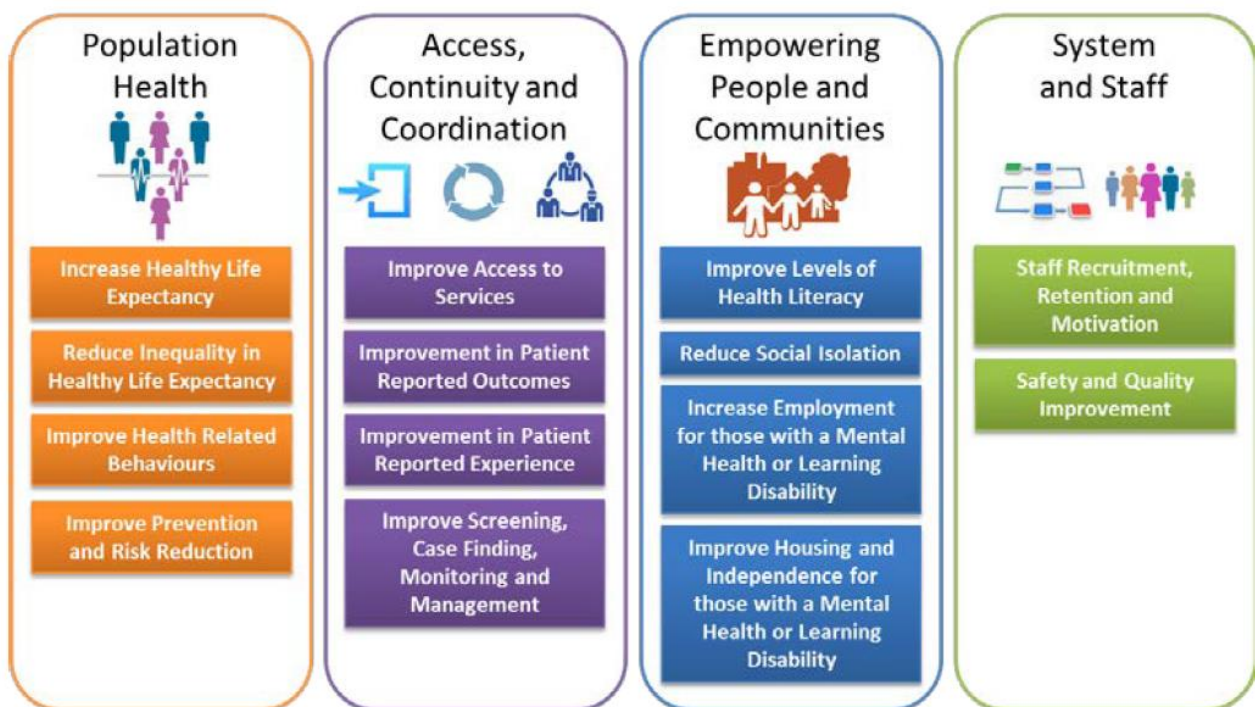 Population
Health
Increase Healthy Life
Expectancy
Reduce Inequality in
Healthy Life Expectancy
Improve Health Related
Behaviours
Improve Prevention
and Risk Reduction
Access,
Continuity and
Coordination
Improve Access to
Services
Improvement in Patient
Reported Outcomes
Improvement in Patient
Reported Experience
Improve Screening,
Case Finding,
Monitoring and
Management
Empowering
People and
Communities
Improve Levels of
Health Literacy
Reduce Social Isolation
Increase Employment
for those with a Mental
Health or Learning
Disability
Improve Housing and
Independence for
those with a Mental
Health or Learning
Disability
System
and Staff
Staff Recruitment,
Retention and
Motivation
Safety and Quality
Improvement